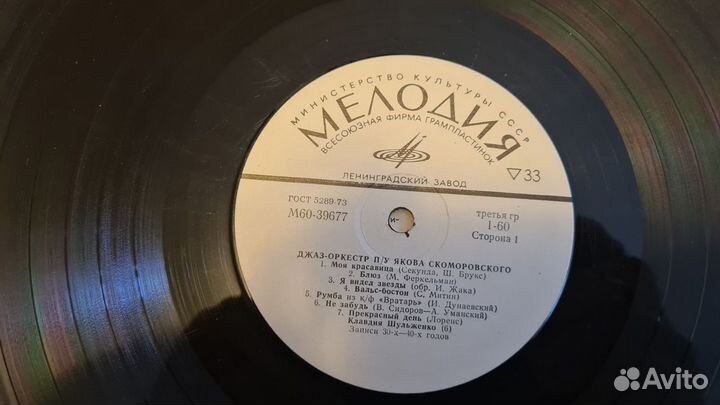 МИНИСТЕРСТВО КУЛЬТУРЫ СССР
МЕЛОДИЯ
ВСЕСОЮЗНАЯ ФИРМА ГРАМПЛАСТИНОК
ЛЕНИНГРАДСКИЙ ЗАВОД
▽33
ГОСТ 5289-73
М60-39677
третья гр
1-60
Сторона 1
ДЖАЗ-ОРКЕСТР П/У ЯКОВА СКОМОРОВСКОГО
1. Моя красавица (Секунда, Ш. Брукс)
2. Блюз (М. Феркельман)
3. Я видел звезды (обр. И. Жака)
4. Вальс-бостон (С. Митин)
5. Румба из к/ф «Вратарь» (И. Дунаевский)
6. Не забудь (В. Сидоров—А. Уманский)
7. Прекрасный день (Лоренс)
Клавдия Шульженко (6)
Записи 30-х—40-х годов
Avito